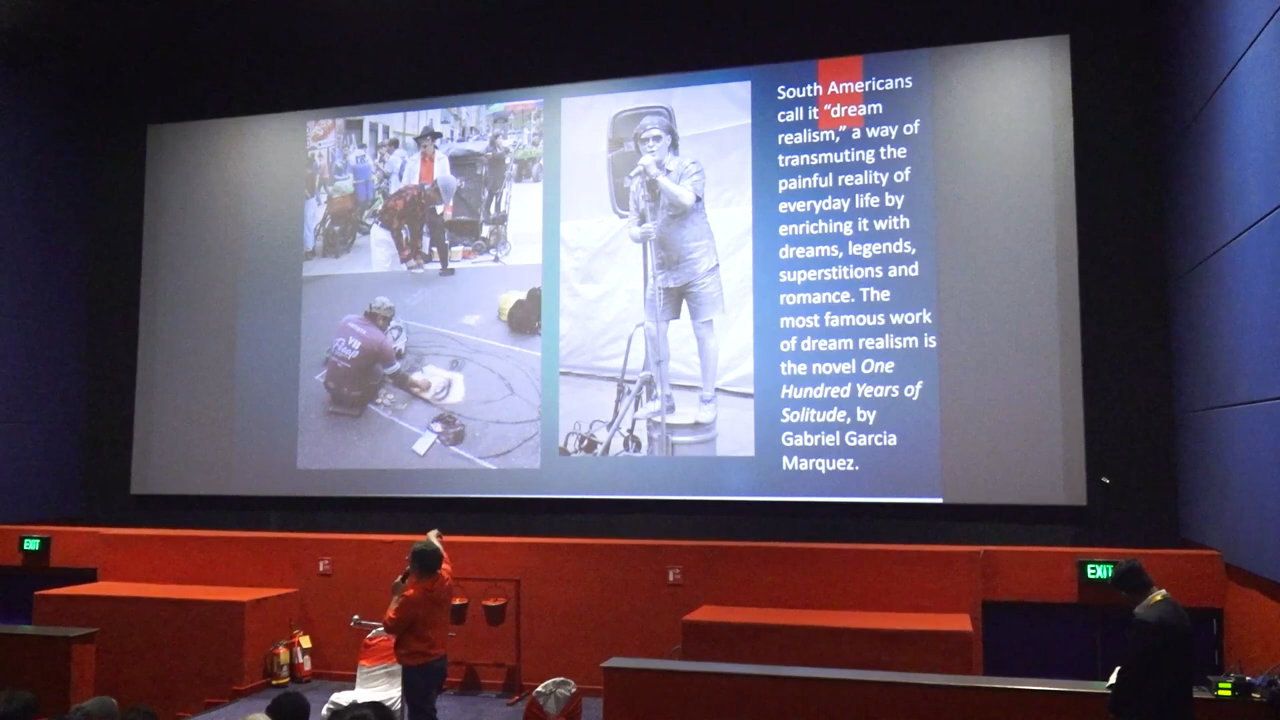 South Americans
call it “dream
realism,” a way of
transmuting the
painful reality of
everyday life by
enriching it with
dreams, legends,
superstitions and
romance. The
most famous work
of dream realism is
the novel One
Hundred Years of
Solitude, by
Gabriel Garcia
Marquez.
VII
EXIT
EXIT